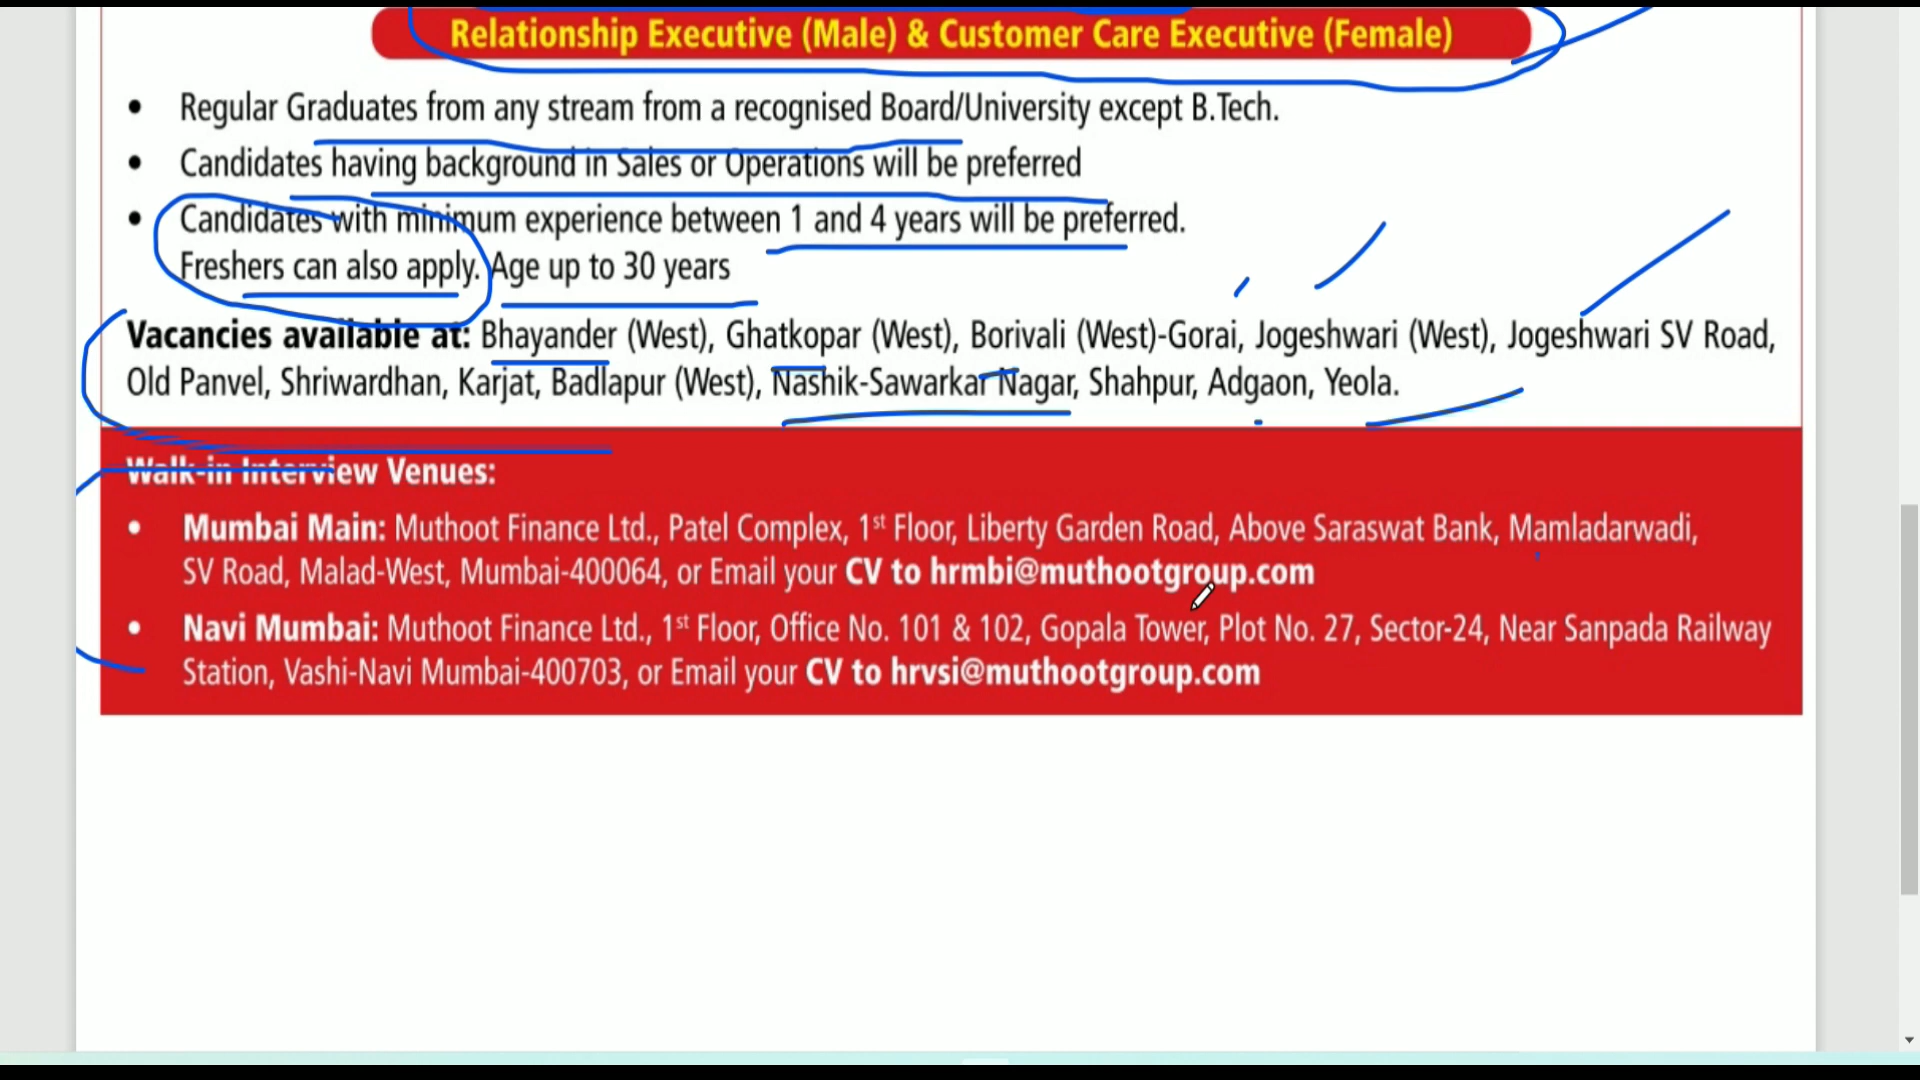 Relationship Executive (Male) & Customer Care Executive (Female)
• Regular Graduates from any stream from a recognised Board/University except B.Tech.
• Candidates having background in Sales or Operations will be preferred
• Candidates with minimum experience between 1 and 4 years will be preferred.
Freshers can also apply. Age up to 30 years
Vacancies available at: Bhayander (West), Ghatkopar (West), Borivali (West)-Gorai, Jogeshwari (West), Jogeshwari SV Road,
Old Panvel, Shriwardhan, Karjat, Badlapur (West), Nashik-Sawarkar Nagar, Shahpur, Adgaon, Yeola.
Walk-in Interview Venues:
• Mumbai Main: Muthoot Finance Ltd., Patel Complex, 1st Floor, Liberty Garden Road, Above Saraswat Bank, Mamladarwadi,
SV Road, Malad-West, Mumbai-400064, or Email your CV to hrmbi@muthootgroup.com
• Navi Mumbai: Muthoot Finance Ltd., 1st Floor, Office No. 101 & 102, Gopala Tower, Plot No. 27, Sector-24, Near Sanpada Railway
Station, Vashi-Navi Mumbai-400703, or Email your CV to hrvsi@muthootgroup.com